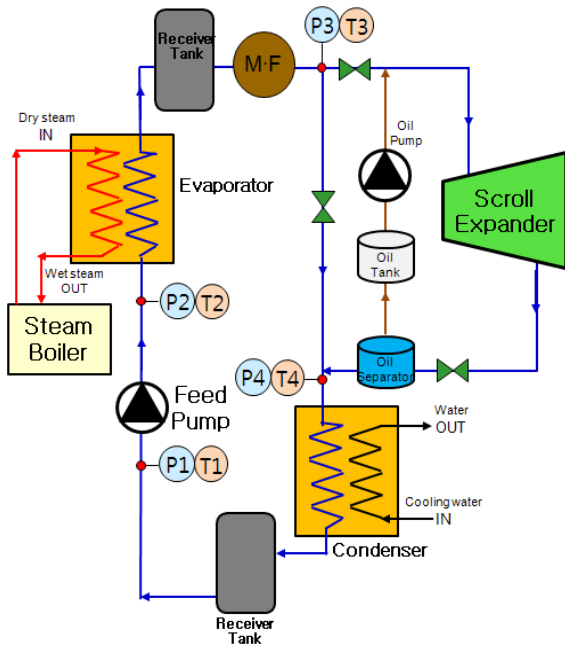 Receiver
Tank
M·F
P3
T3
Dry steam
IN
Oil
Pump
Evaporator
Scroll
Expander
Oil
Tank
Wet steam
OUT
P2
T2
Steam
Boiler
Oil
Separator
P4
T4
Feed
Pump
Water
OUT
P1
T1
Cooling water
IN
Condenser
Receiver
Tank